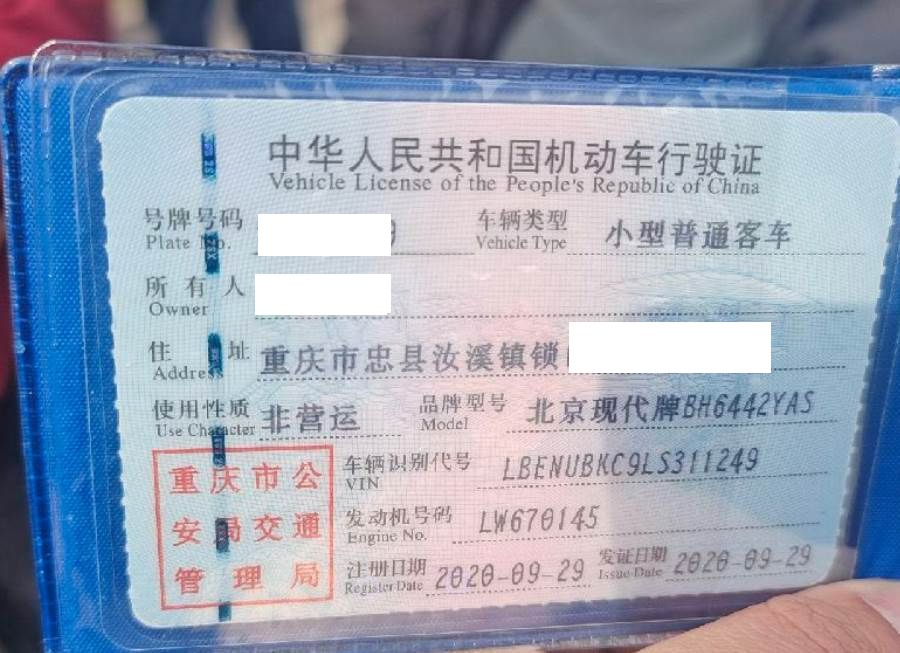 中华人民共和国机动车行驶证
Vehicle License of the People's Republic of China
号牌号码 车辆类型 小型普通客车
Plate No. Vehicle Type
所有人
Owner
住址 重庆市忠县汝溪镇锁
Address
使用性质 非营运 品牌型号 北京现代牌BH6442YAS
Use Character Model
车辆识别代号 LBENUBKC9LS311249
VIN
发动机号码 LW670145
Engine No.
注册日期 2020-09-29 发证日期 2020-09-29
Register Date Issue Date
重庆市公
安局交通
管理局